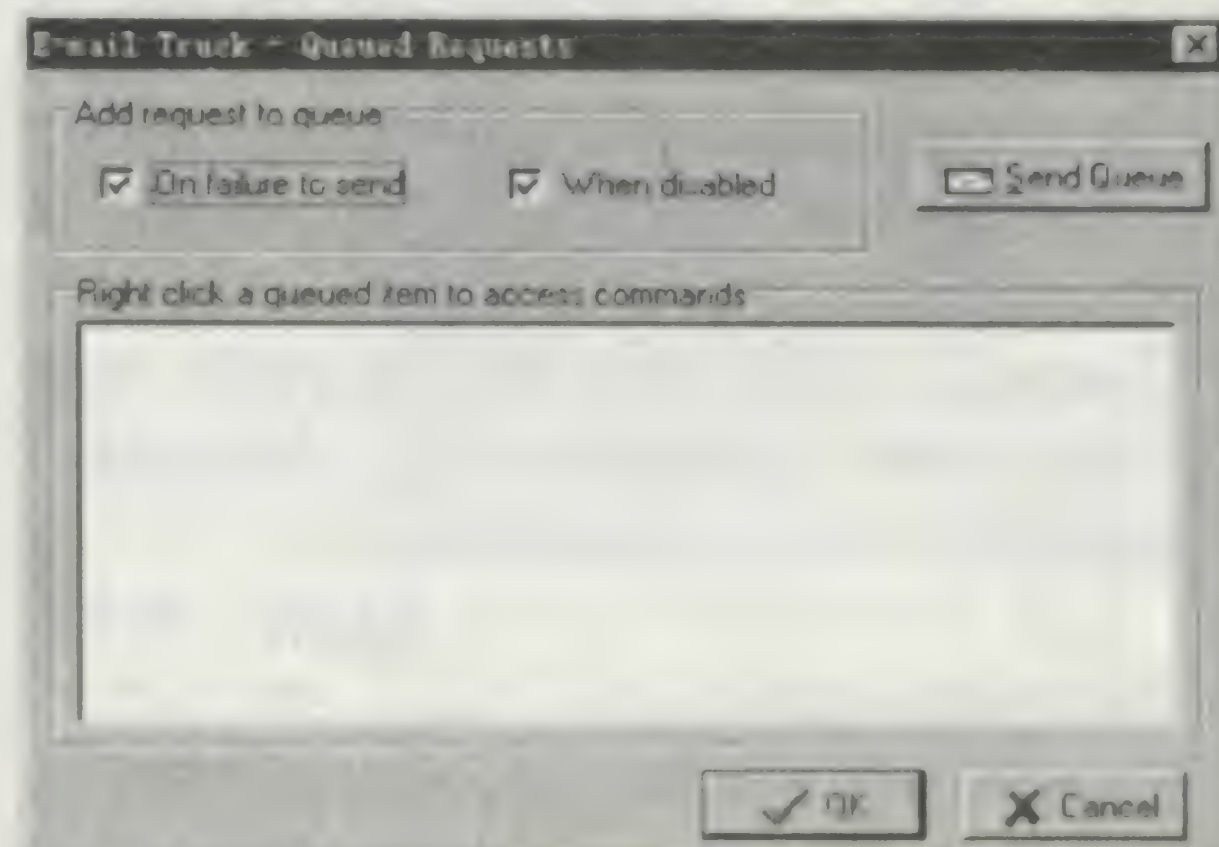 E-mail Truck - Queued Requests
Add request to queue
On failure to send
When disabled
Send Queue
Right click a queued item to access commands
OK
Cancel